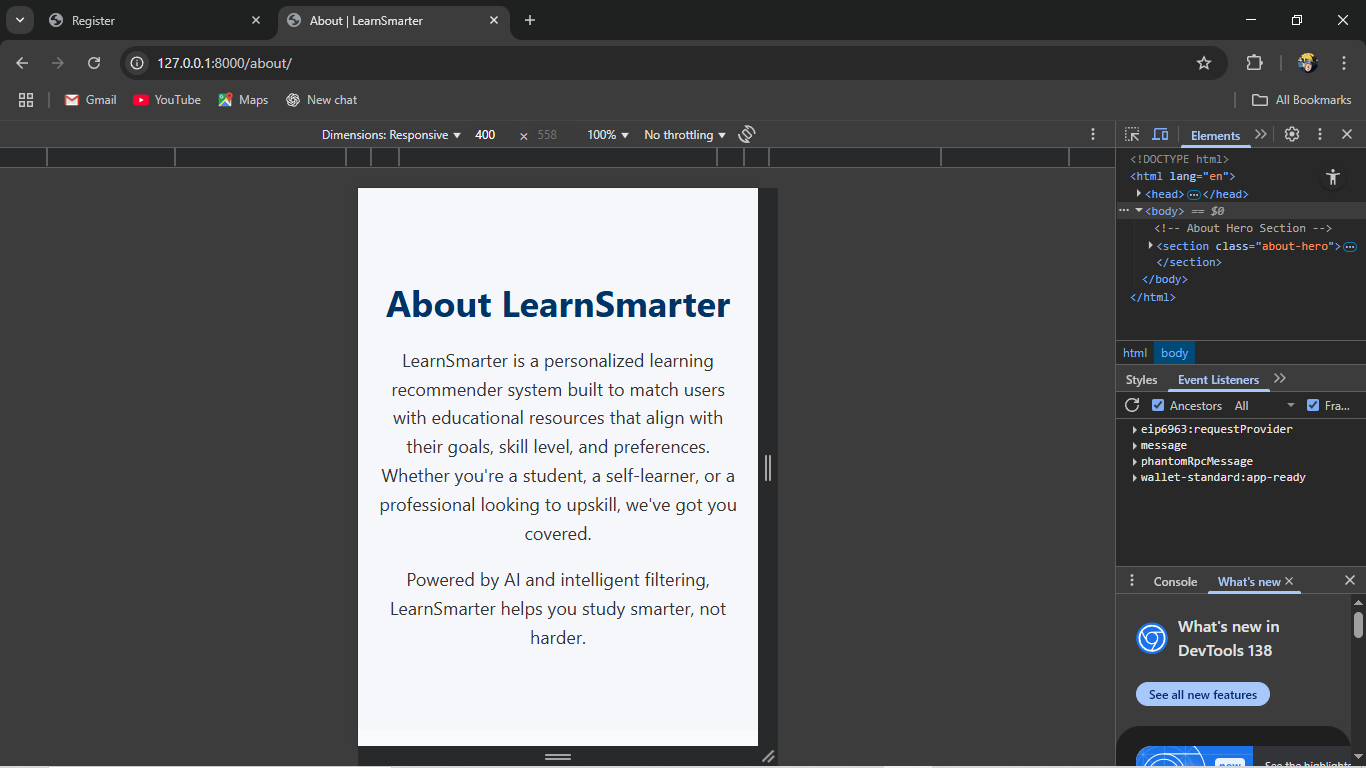 Register
About | LearnSmarter
127.0.0.1:8000/about/
Gmail
YouTube
Maps
New chat
All Bookmarks
Dimensions: Responsive
400
×
558
100%
No throttling
Elements
<!DOCTYPE html>
<html lang="en">
<head>
</head>
<body> == $0
<!-- About Hero Section -->
<section class="about-hero">
</section>
</body>
</html>
html
body
Styles
Event Listeners
Ancestors
All
Fra...
eip6963:requestProvider
message
phantomRpcMessage
wallet-standard:app-ready
Console
What's new
What's new in
DevTools 138
See all new features
new
See the highlights
About LearnSmarter
LearnSmarter is a personalized learning
recommender system built to match users
with educational resources that align with
their goals, skill level, and preferences.
Whether you're a student, a self-learner, or a
professional looking to upskill, we've got you
covered.
Powered by AI and intelligent filtering,
LearnSmarter helps you study smarter, not
harder.